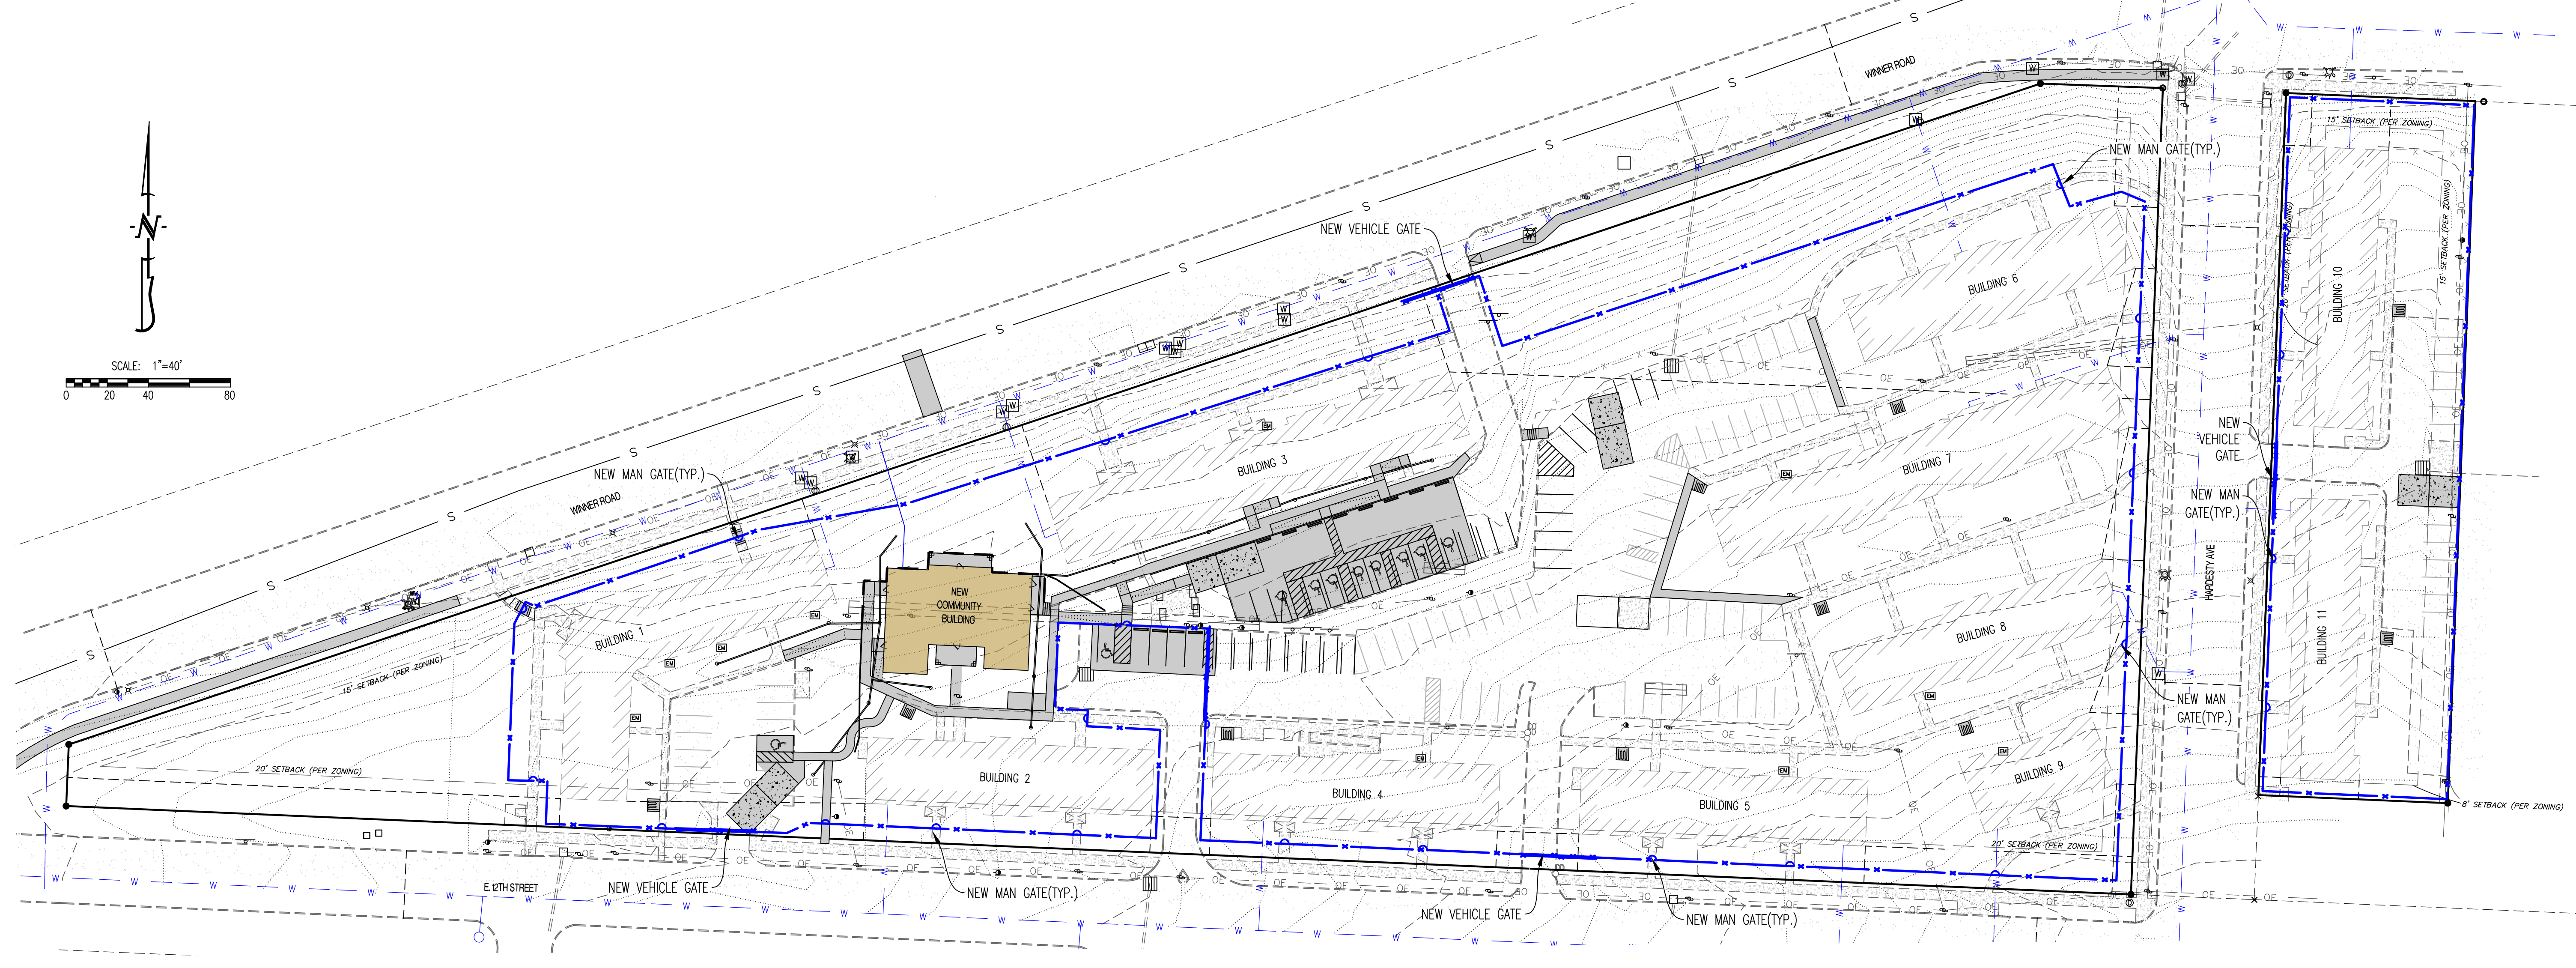 WINNER ROAD
NEW MAN GATE(TYP.)
15' SETBACK (PER ZONING)
NEW VEHICLE GATE
BUILDING 6
BUILDING 10
15' SETBACK (PER ZONING)
N
SCALE: 1"=40'
0 20 40 80
NEW
VEHICLE
GATE
BUILDING 3
BUILDING 7
NEW MAN GATE(TYP.)
WINNER ROAD
NEW MAN
GATE(TYP.)
HARDESTY AVE
NEW
COMMUNITY
BUILDING
BUILDING 1
BUILDING 8
BUILDING 11
15' SETBACK (PER ZONING)
NEW MAN
GATE(TYP.)
20' SETBACK (PER ZONING)
BUILDING 2
BUILDING 4
BUILDING 5
BUILDING 9
8' SETBACK (PER ZONING)
20' SETBACK (PER ZONING)
E. 12TH STREET
NEW VEHICLE GATE
NEW MAN GATE(TYP.)
NEW VEHICLE GATE
NEW MAN GATE(TYP.)